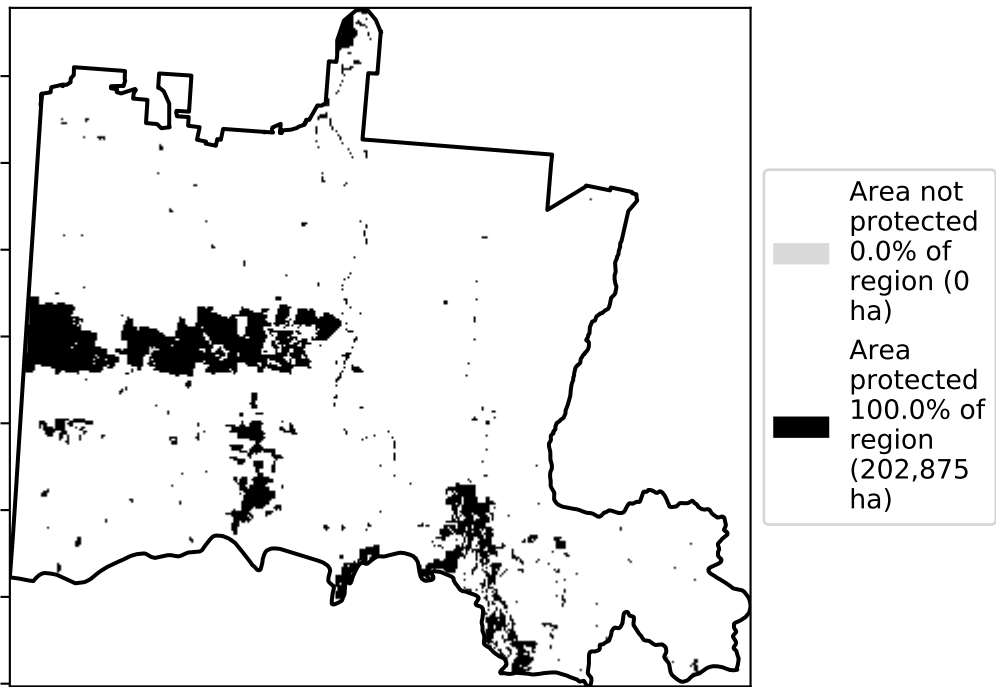 Area not
protected
0.0% of
region (0
ha)
Area
protected
100.0% of
region
(202,875
ha)